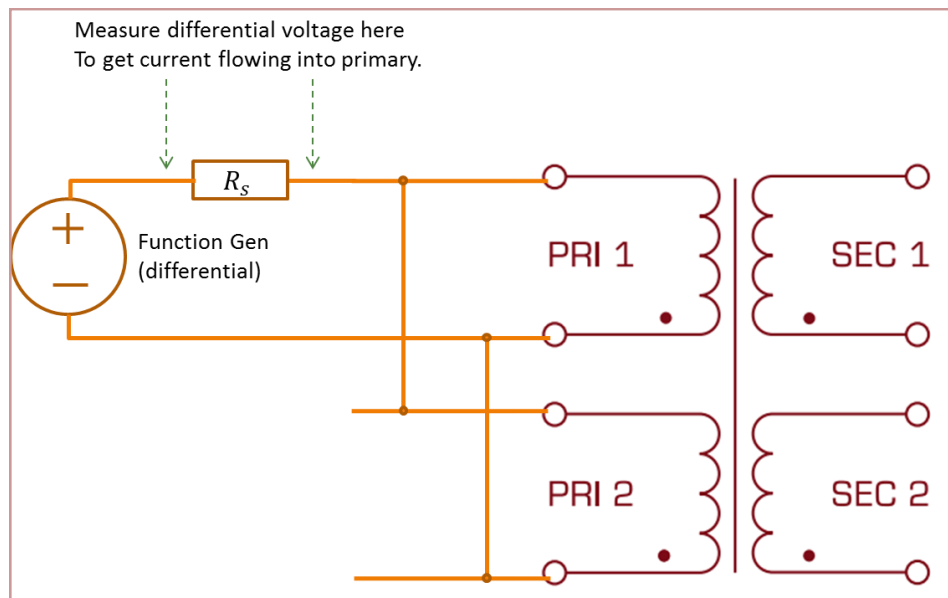 Measure differential voltage here
To get current flowing into primary.
R_s
+
Function Gen
(differential)
−
PRI 1
SEC 1
PRI 2
SEC 2